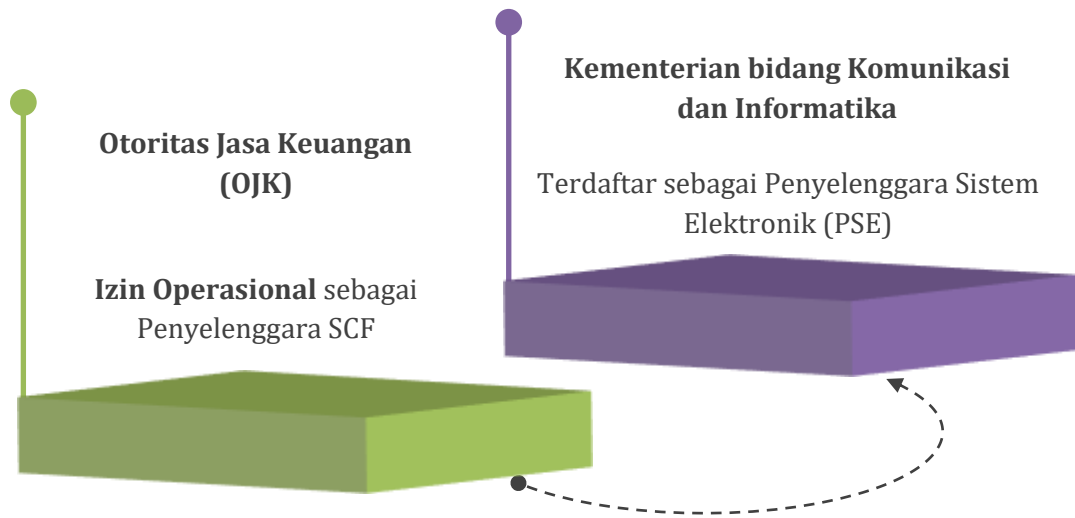 Otoritas Jasa Keuangan
(OJK)
Izin Operasional sebagai
Penyelenggara SCF
Kementerian bidang Komunikasi
dan Informatika
Terdaftar sebagai Penyelenggara Sistem
Elektronik (PSE)